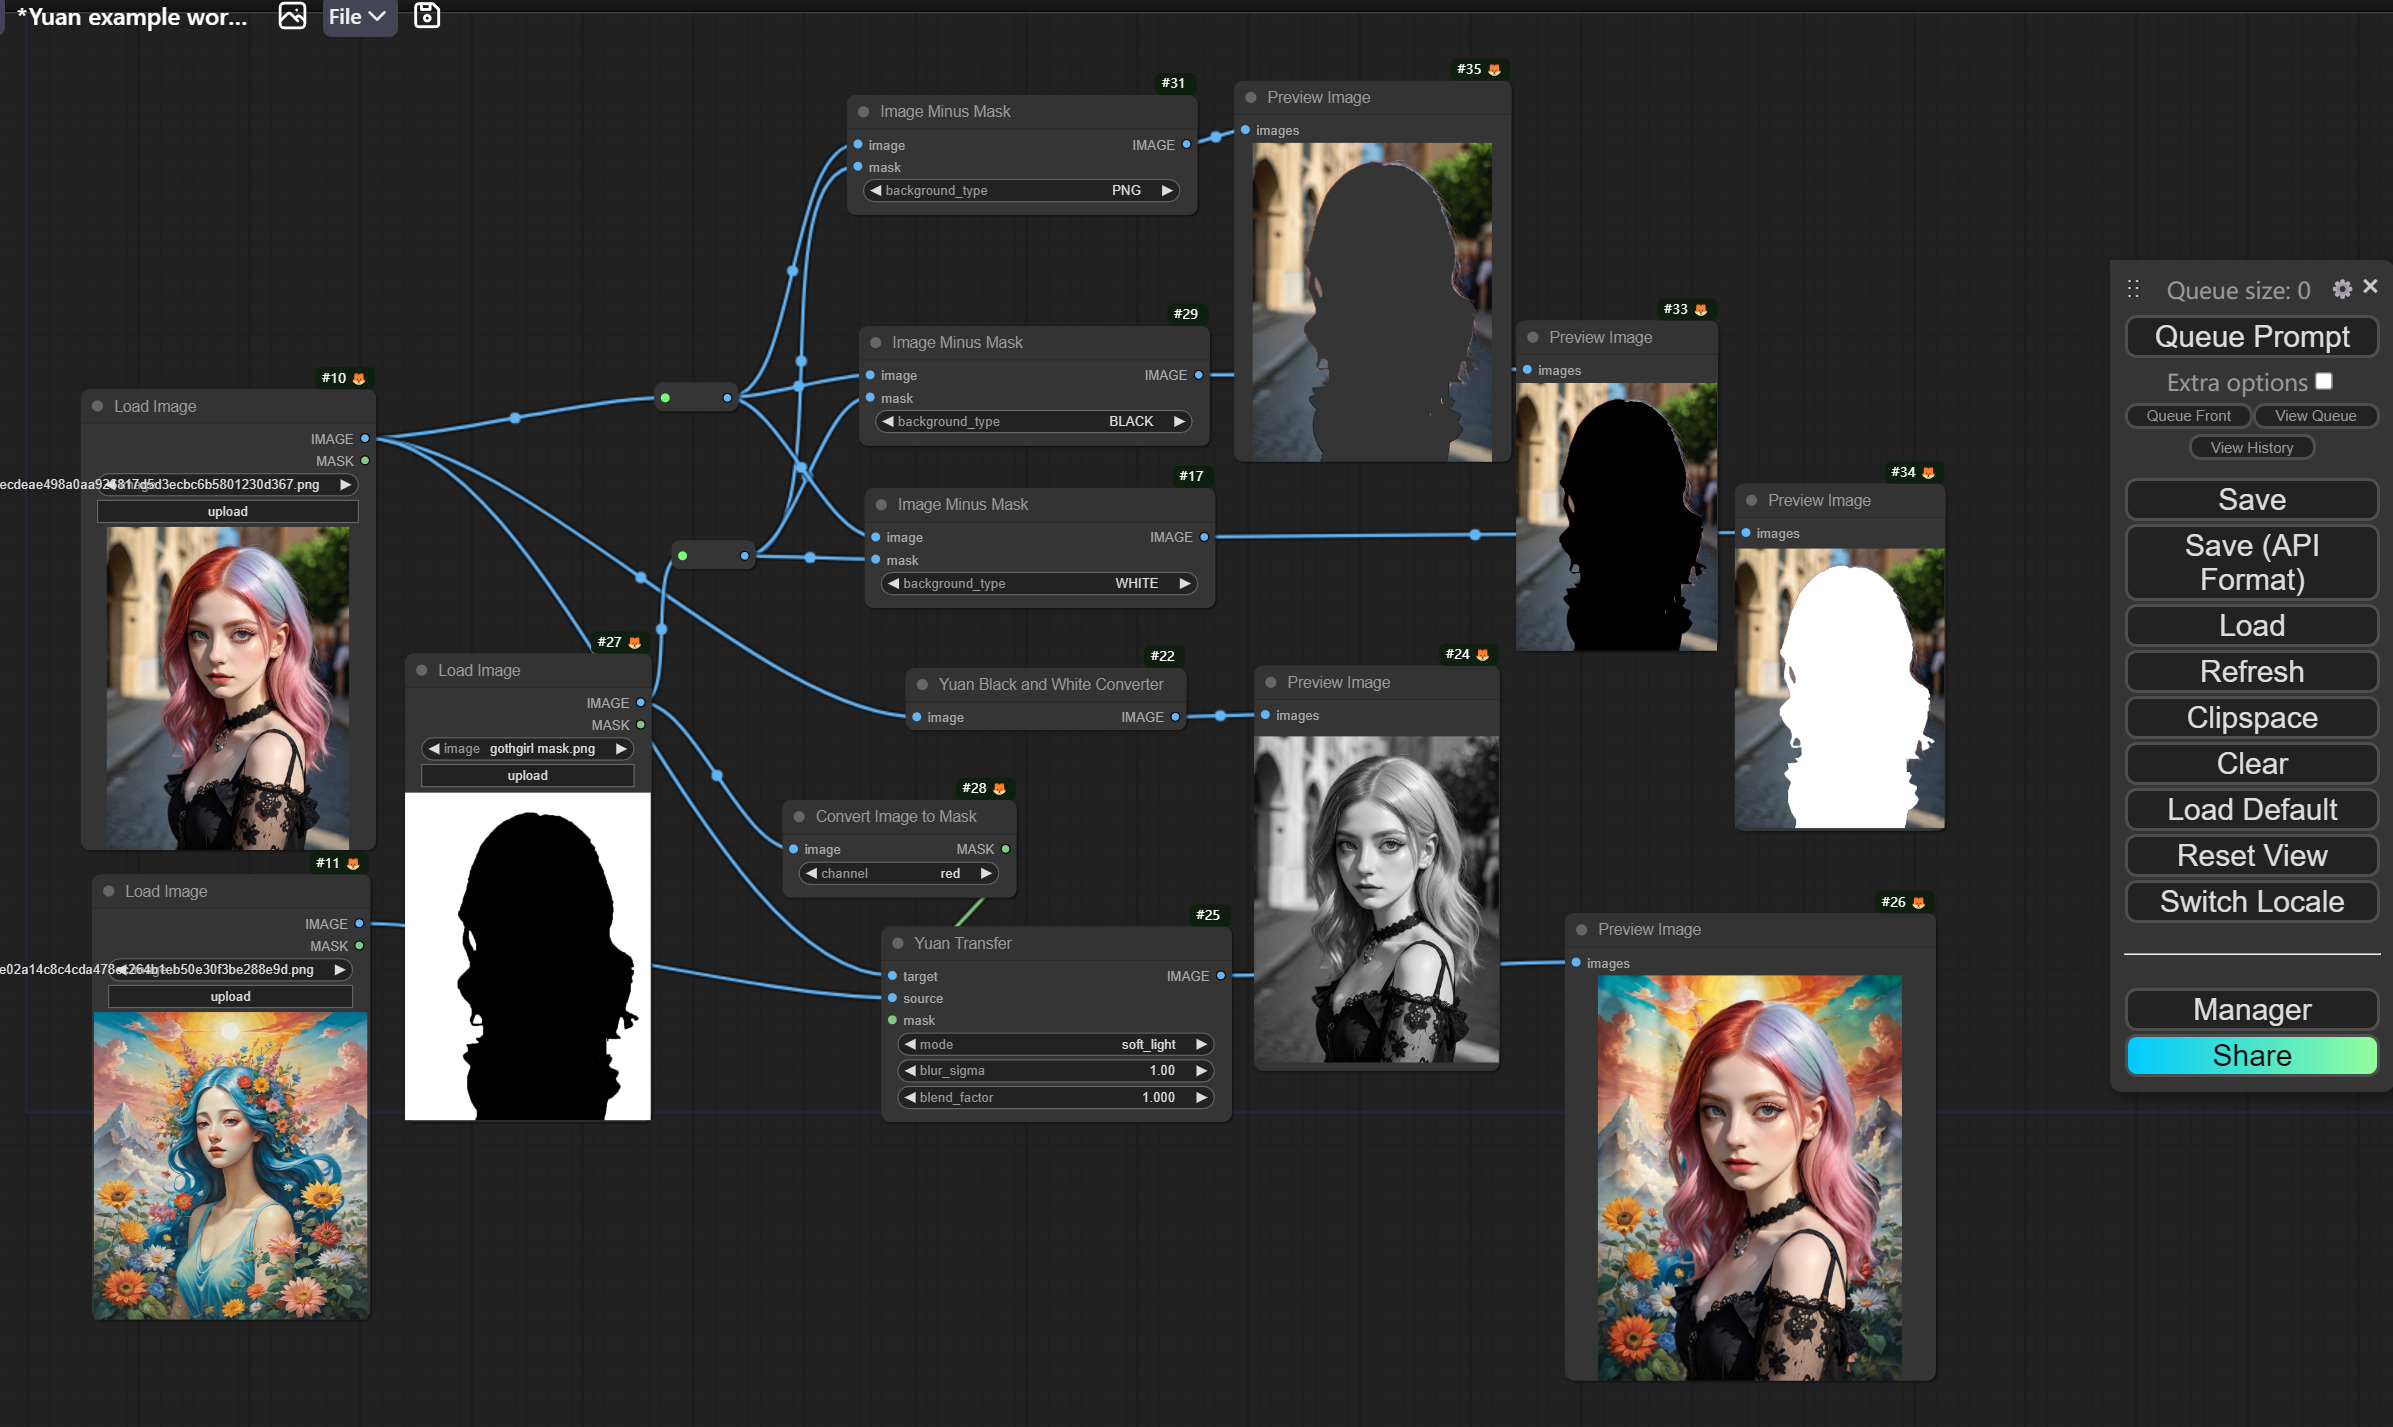 *Yuan example wor...
File
#10
Load Image
IMAGE
MASK
upload
#11
Load Image
IMAGE
MASK
upload
#27
Load Image
IMAGE
MASK
image gothgirl mask.png
upload
#31
Image Minus Mask
image IMAGE
mask
background_type PNG
#29
Image Minus Mask
image IMAGE
mask
background_type BLACK
#17
Image Minus Mask
image IMAGE
mask
background_type WHITE
#22
Yuan Black and White Converter
image IMAGE
#28
Convert Image to Mask
image MASK
channel red
#25
Yuan Transfer
target IMAGE
source
mask
mode soft_light
blur_sigma 1.00
blend_factor 1.000
#35
Preview Image
images
#33
Preview Image
images
#34
Preview Image
images
#24
Preview Image
images
#26
Preview Image
images
Queue size: 0
Queue Prompt
Extra options
Queue Front View Queue
View History
Save
Save (API
Format)
Load
Refresh
Clipspace
Clear
Load Default
Reset View
Switch Locale
Manager
Share